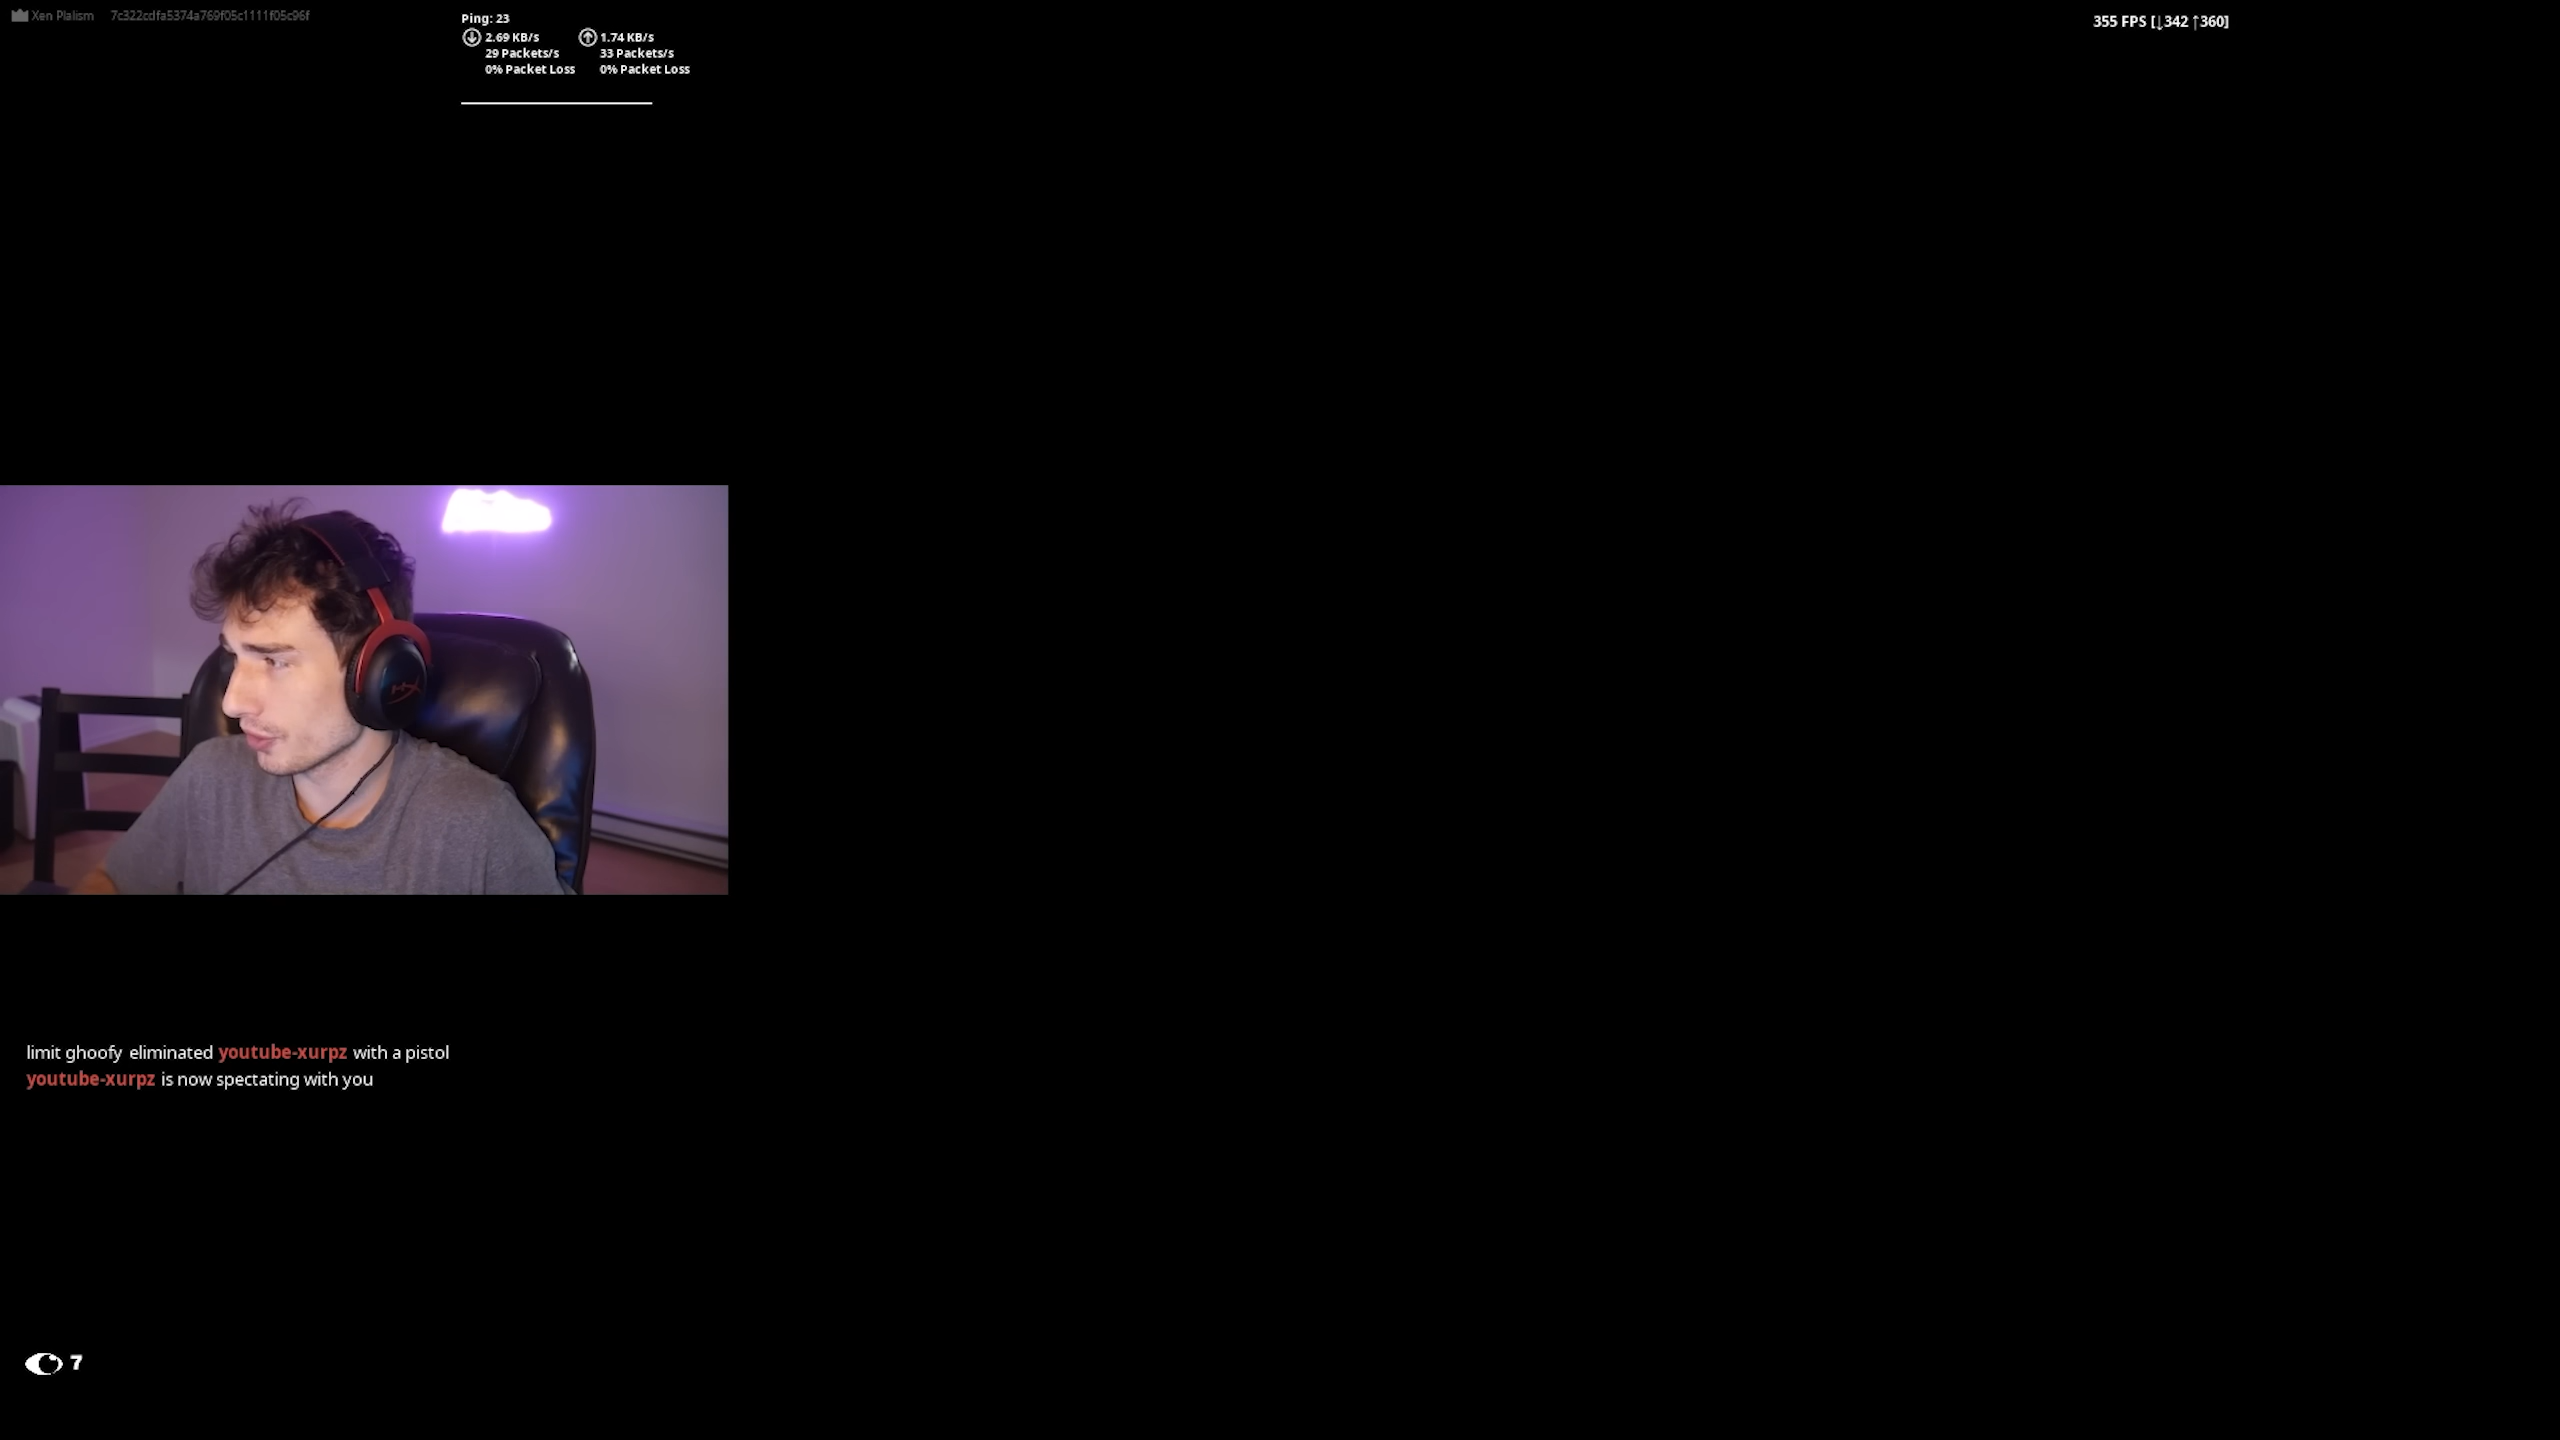 Xen Plalism 7c322cdfa5374a769f05c1111f05c96f
Ping: 23
2.69 KB/s 1.74 KB/s
29 Packets/s 33 Packets/s
0% Packet Loss 0% Packet Loss
355 FPS [↓342 ↑360]
limit ghoofy eliminated youtube-xurpz with a pistol
youtube-xurpz is now spectating with you
7